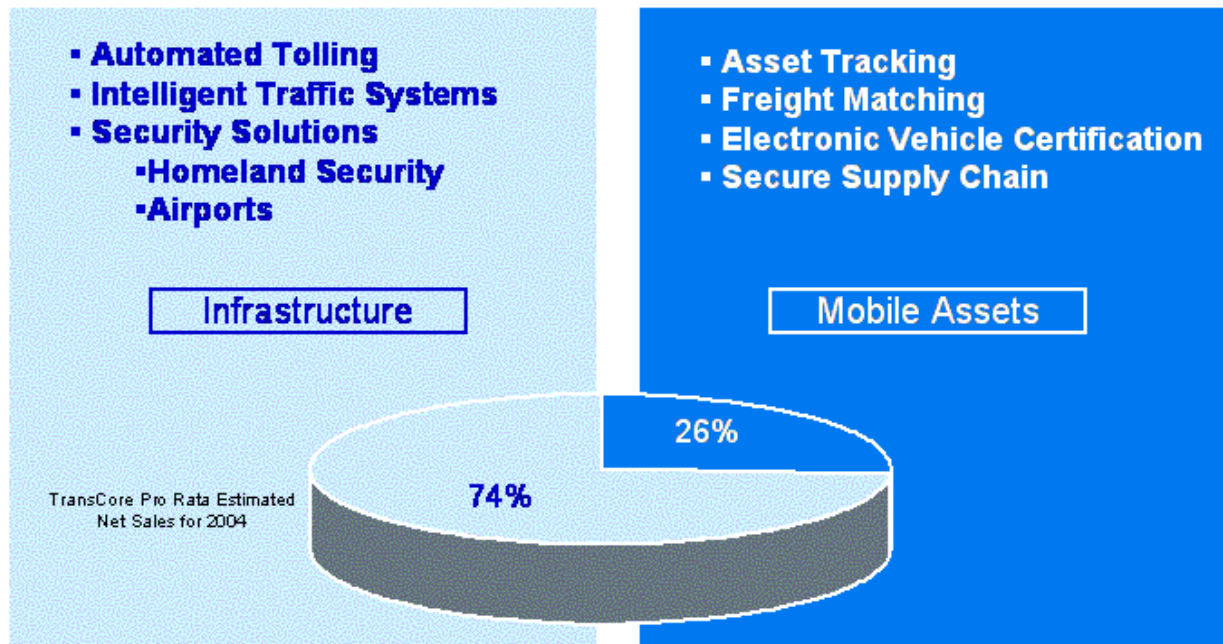 ▪ Automated Tolling
▪ Intelligent Traffic Systems
▪ Security Solutions
▪Homeland Security
▪Airports
Infrastructure
▪ Asset Tracking
▪ Freight Matching
▪ Electronic Vehicle Certification
▪ Secure Supply Chain
Mobile Assets
26%
74%
TransCore Pro Rata Estimated
Net Sales for 2004